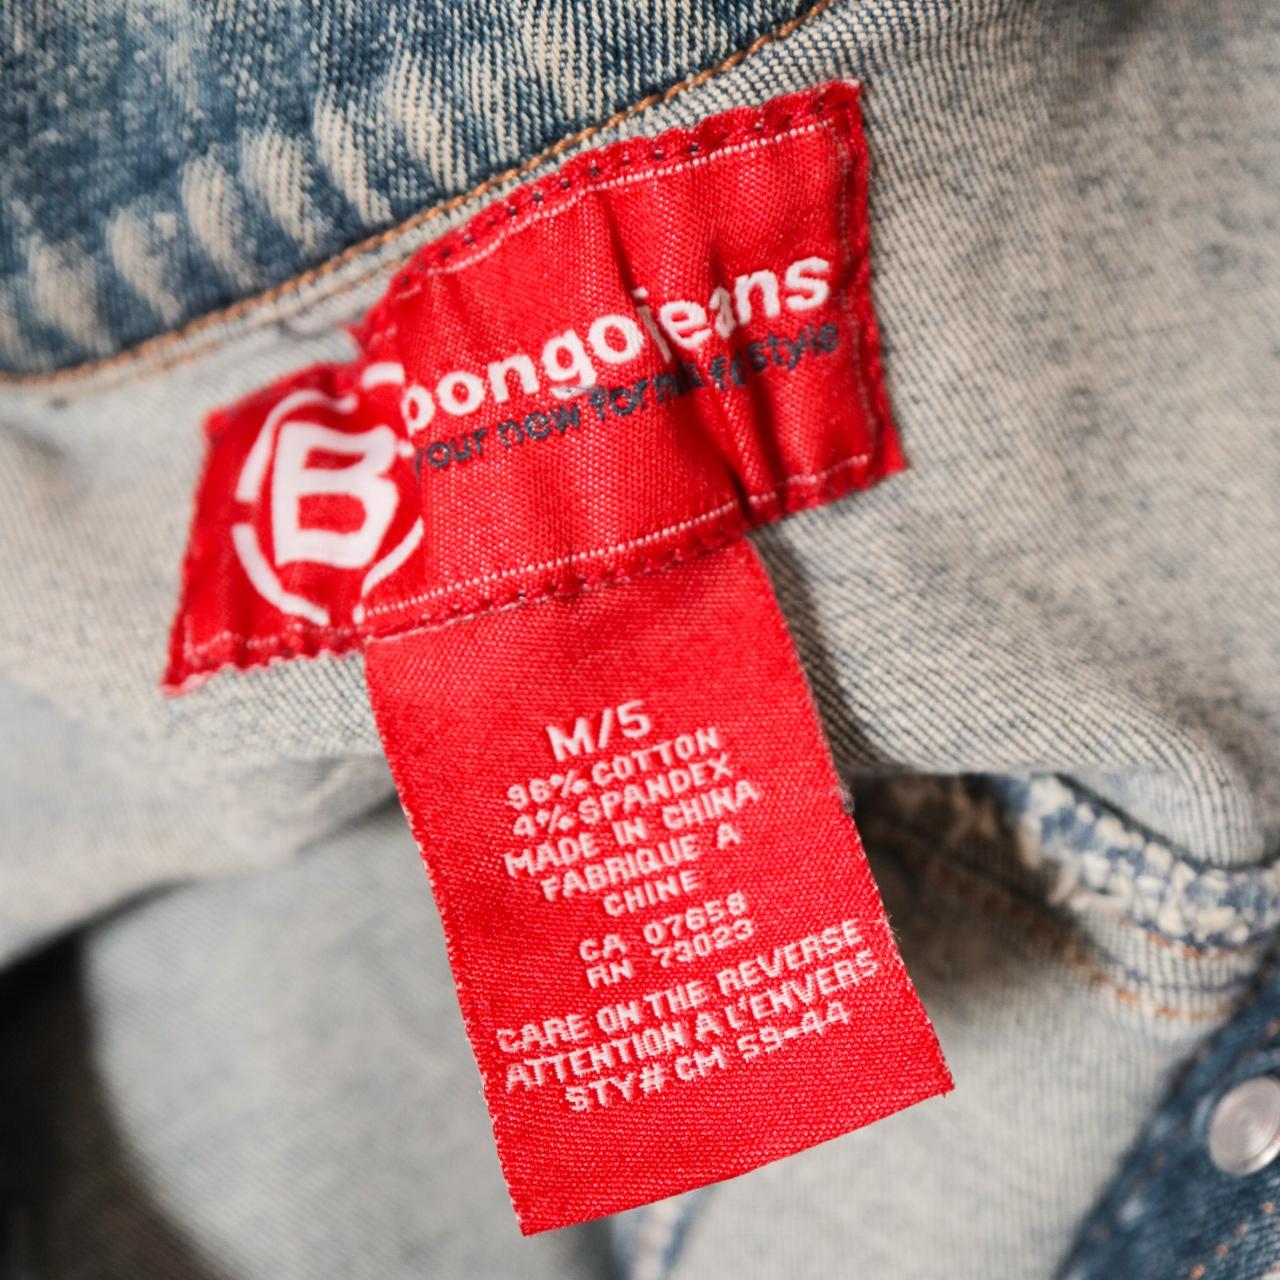 B
bongojeans
your new form of style
M/5
96% COTTON
4% SPANDEX
MADE IN CHINA
FABRIQUE A
CHINE
CA 07658
RN 73023
CARE ON THE REVERSE
ATTENTION A L'ENVERS
STY# CM 59-44